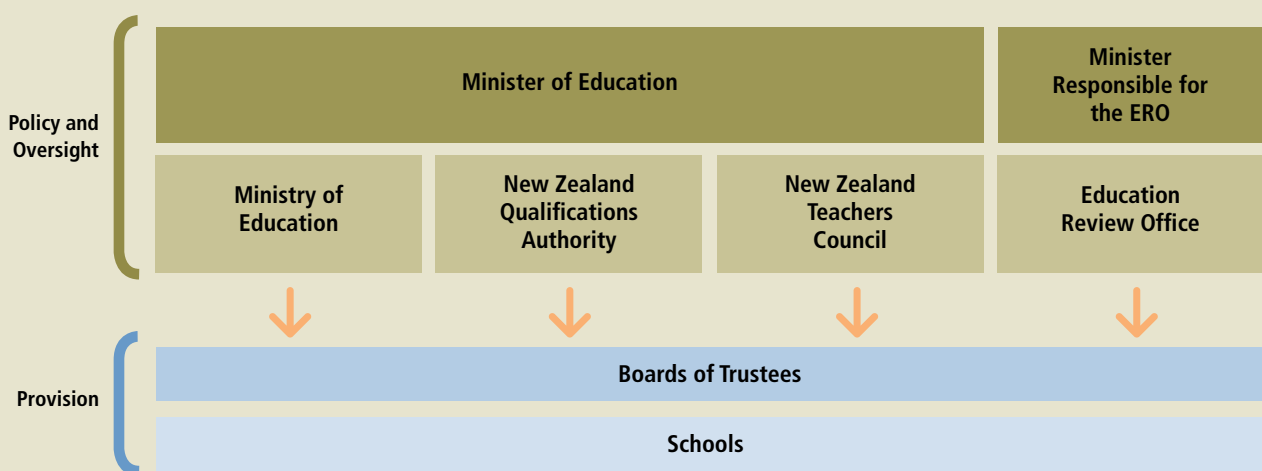 Policy and
Oversight
Minister of Education
Minister
Responsible for
the ERO
Ministry of
Education
New Zealand
Qualifications
Authority
New Zealand
Teachers
Council
Education
Review Office
Provision
Boards of Trustees
Schools